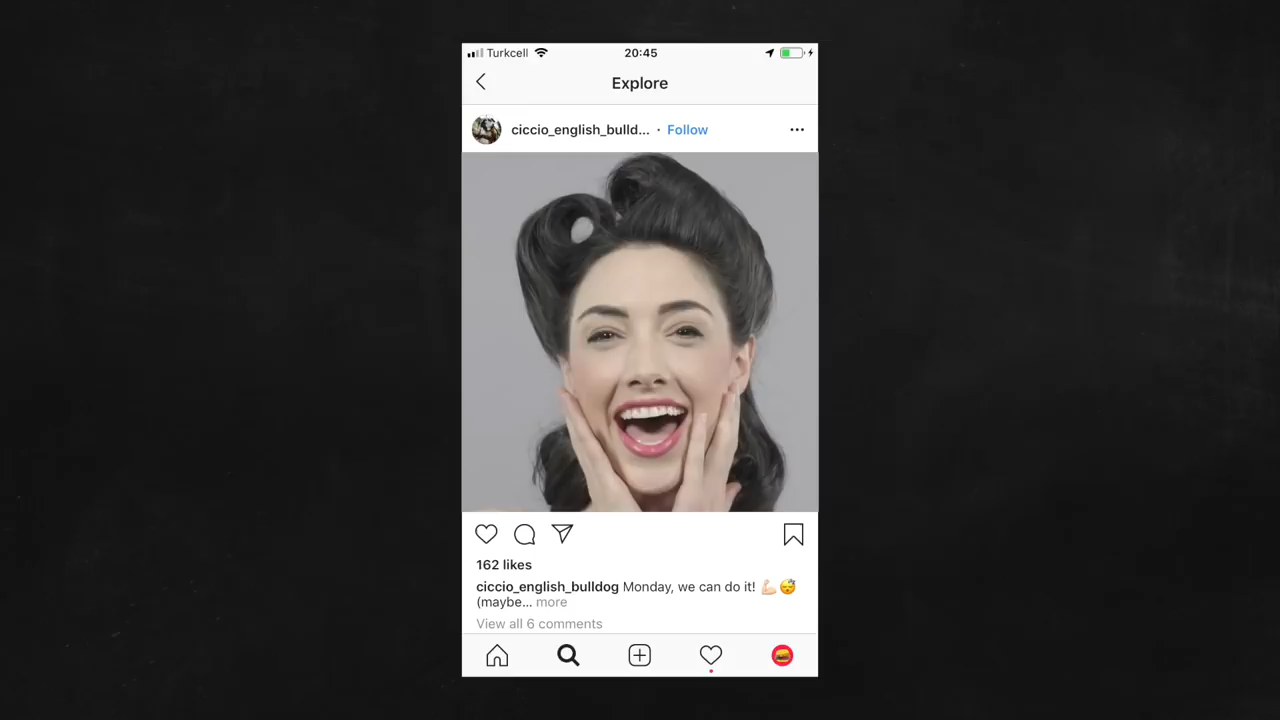 Turkcell 20:45
Explore
ciccio_english_bulld... · Follow
162 likes
ciccio_english_bulldog Monday, we can do it! 💪🏻😴
(maybe... more
View all 6 comments